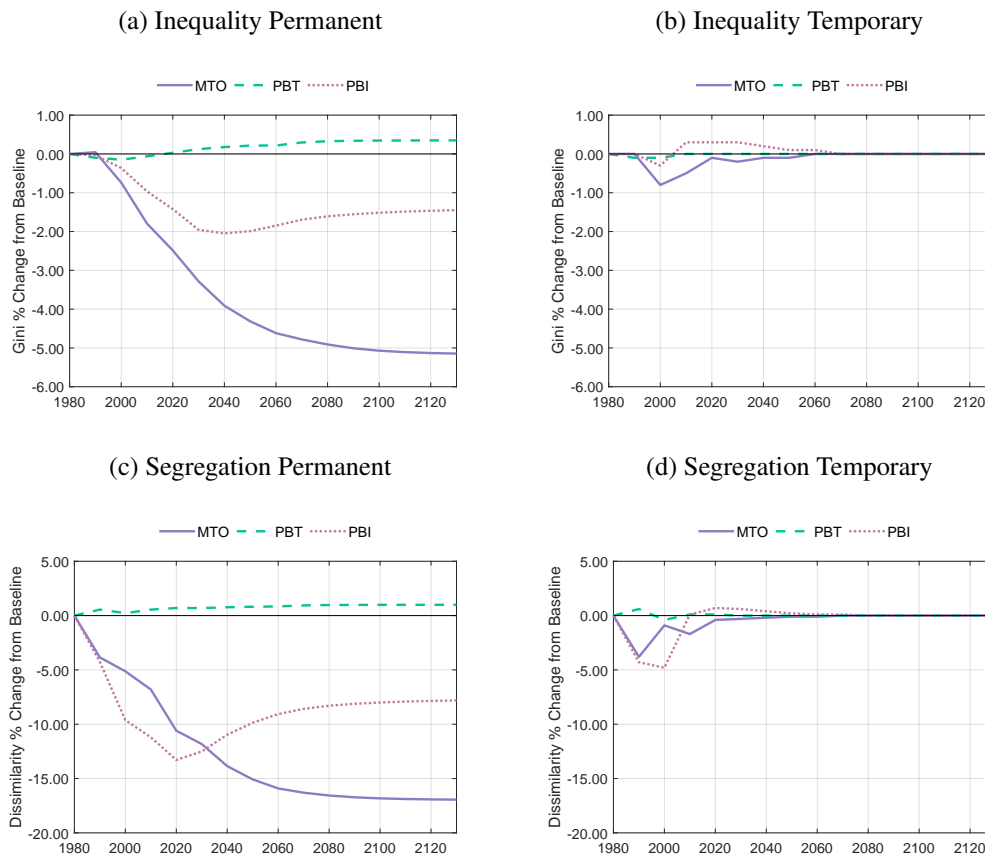 (a) Inequality Permanent
MTO PBT PBI
Gini % Change from Baseline
1.00
0.00
-1.00
-2.00
-3.00
-4.00
-5.00
-6.00
1980 2000 2020 2040 2060 2080 2100 2120
(b) Inequality Temporary
MTO PBT PBI
Gini % Change from Baseline
1.00
0.00
-1.00
-2.00
-3.00
-4.00
-5.00
-6.00
1980 2000 2020 2040 2060 2080 2100 2120
(c) Segregation Permanent
MTO PBT PBI
Dissimilarity % Change from Baseline
5.00
0.00
-5.00
-10.00
-15.00
-20.00
1980 2000 2020 2040 2060 2080 2100 2120
(d) Segregation Temporary
MTO PBT PBI
Dissimilarity % Change from Baseline
5.00
0.00
-5.00
-10.00
-15.00
-20.00
1980 2000 2020 2040 2060 2080 2100 2120